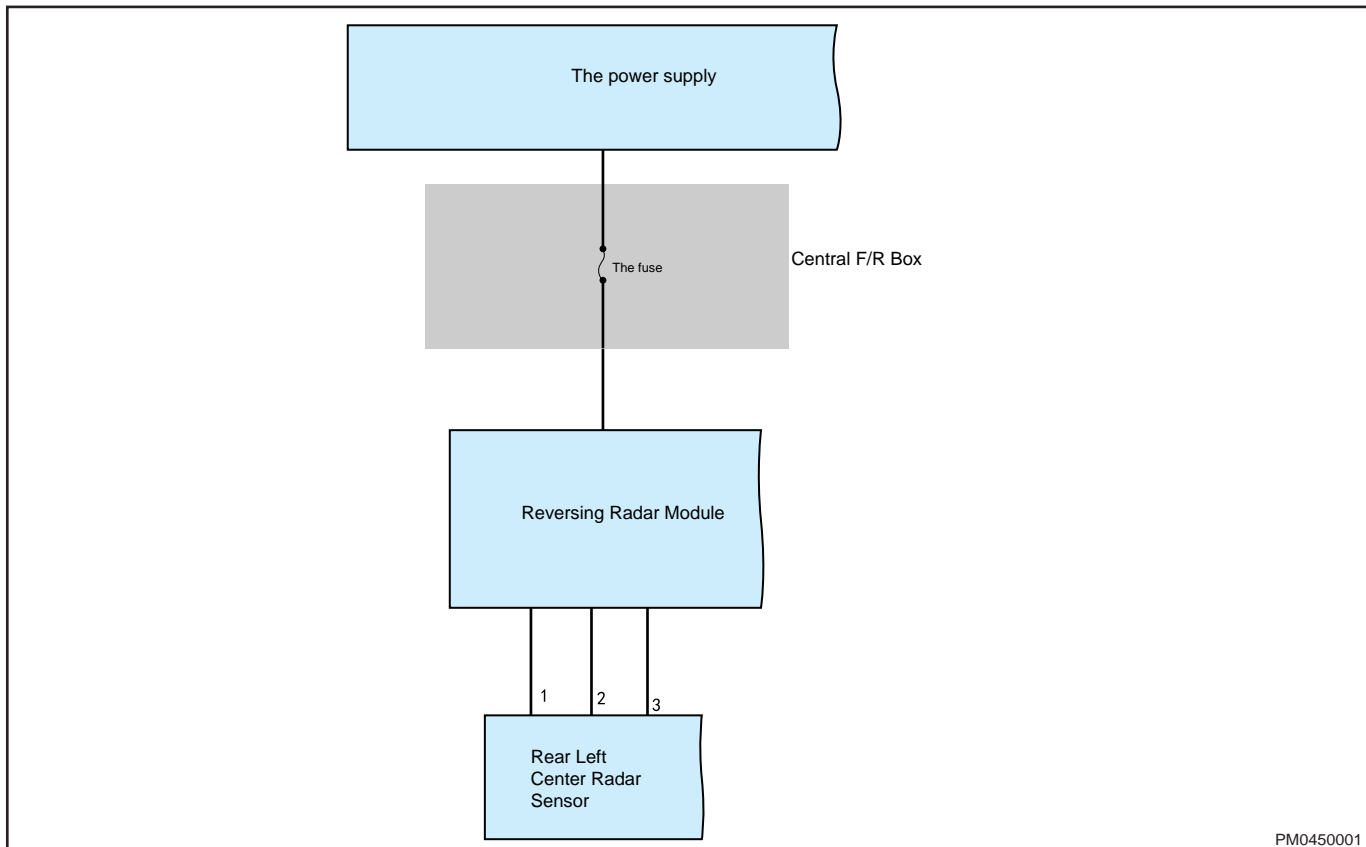 The power supply
The fuse
Central F/R Box
Reversing Radar Module
1
2
3
Rear Left
Center Radar
Sensor
PM0450001